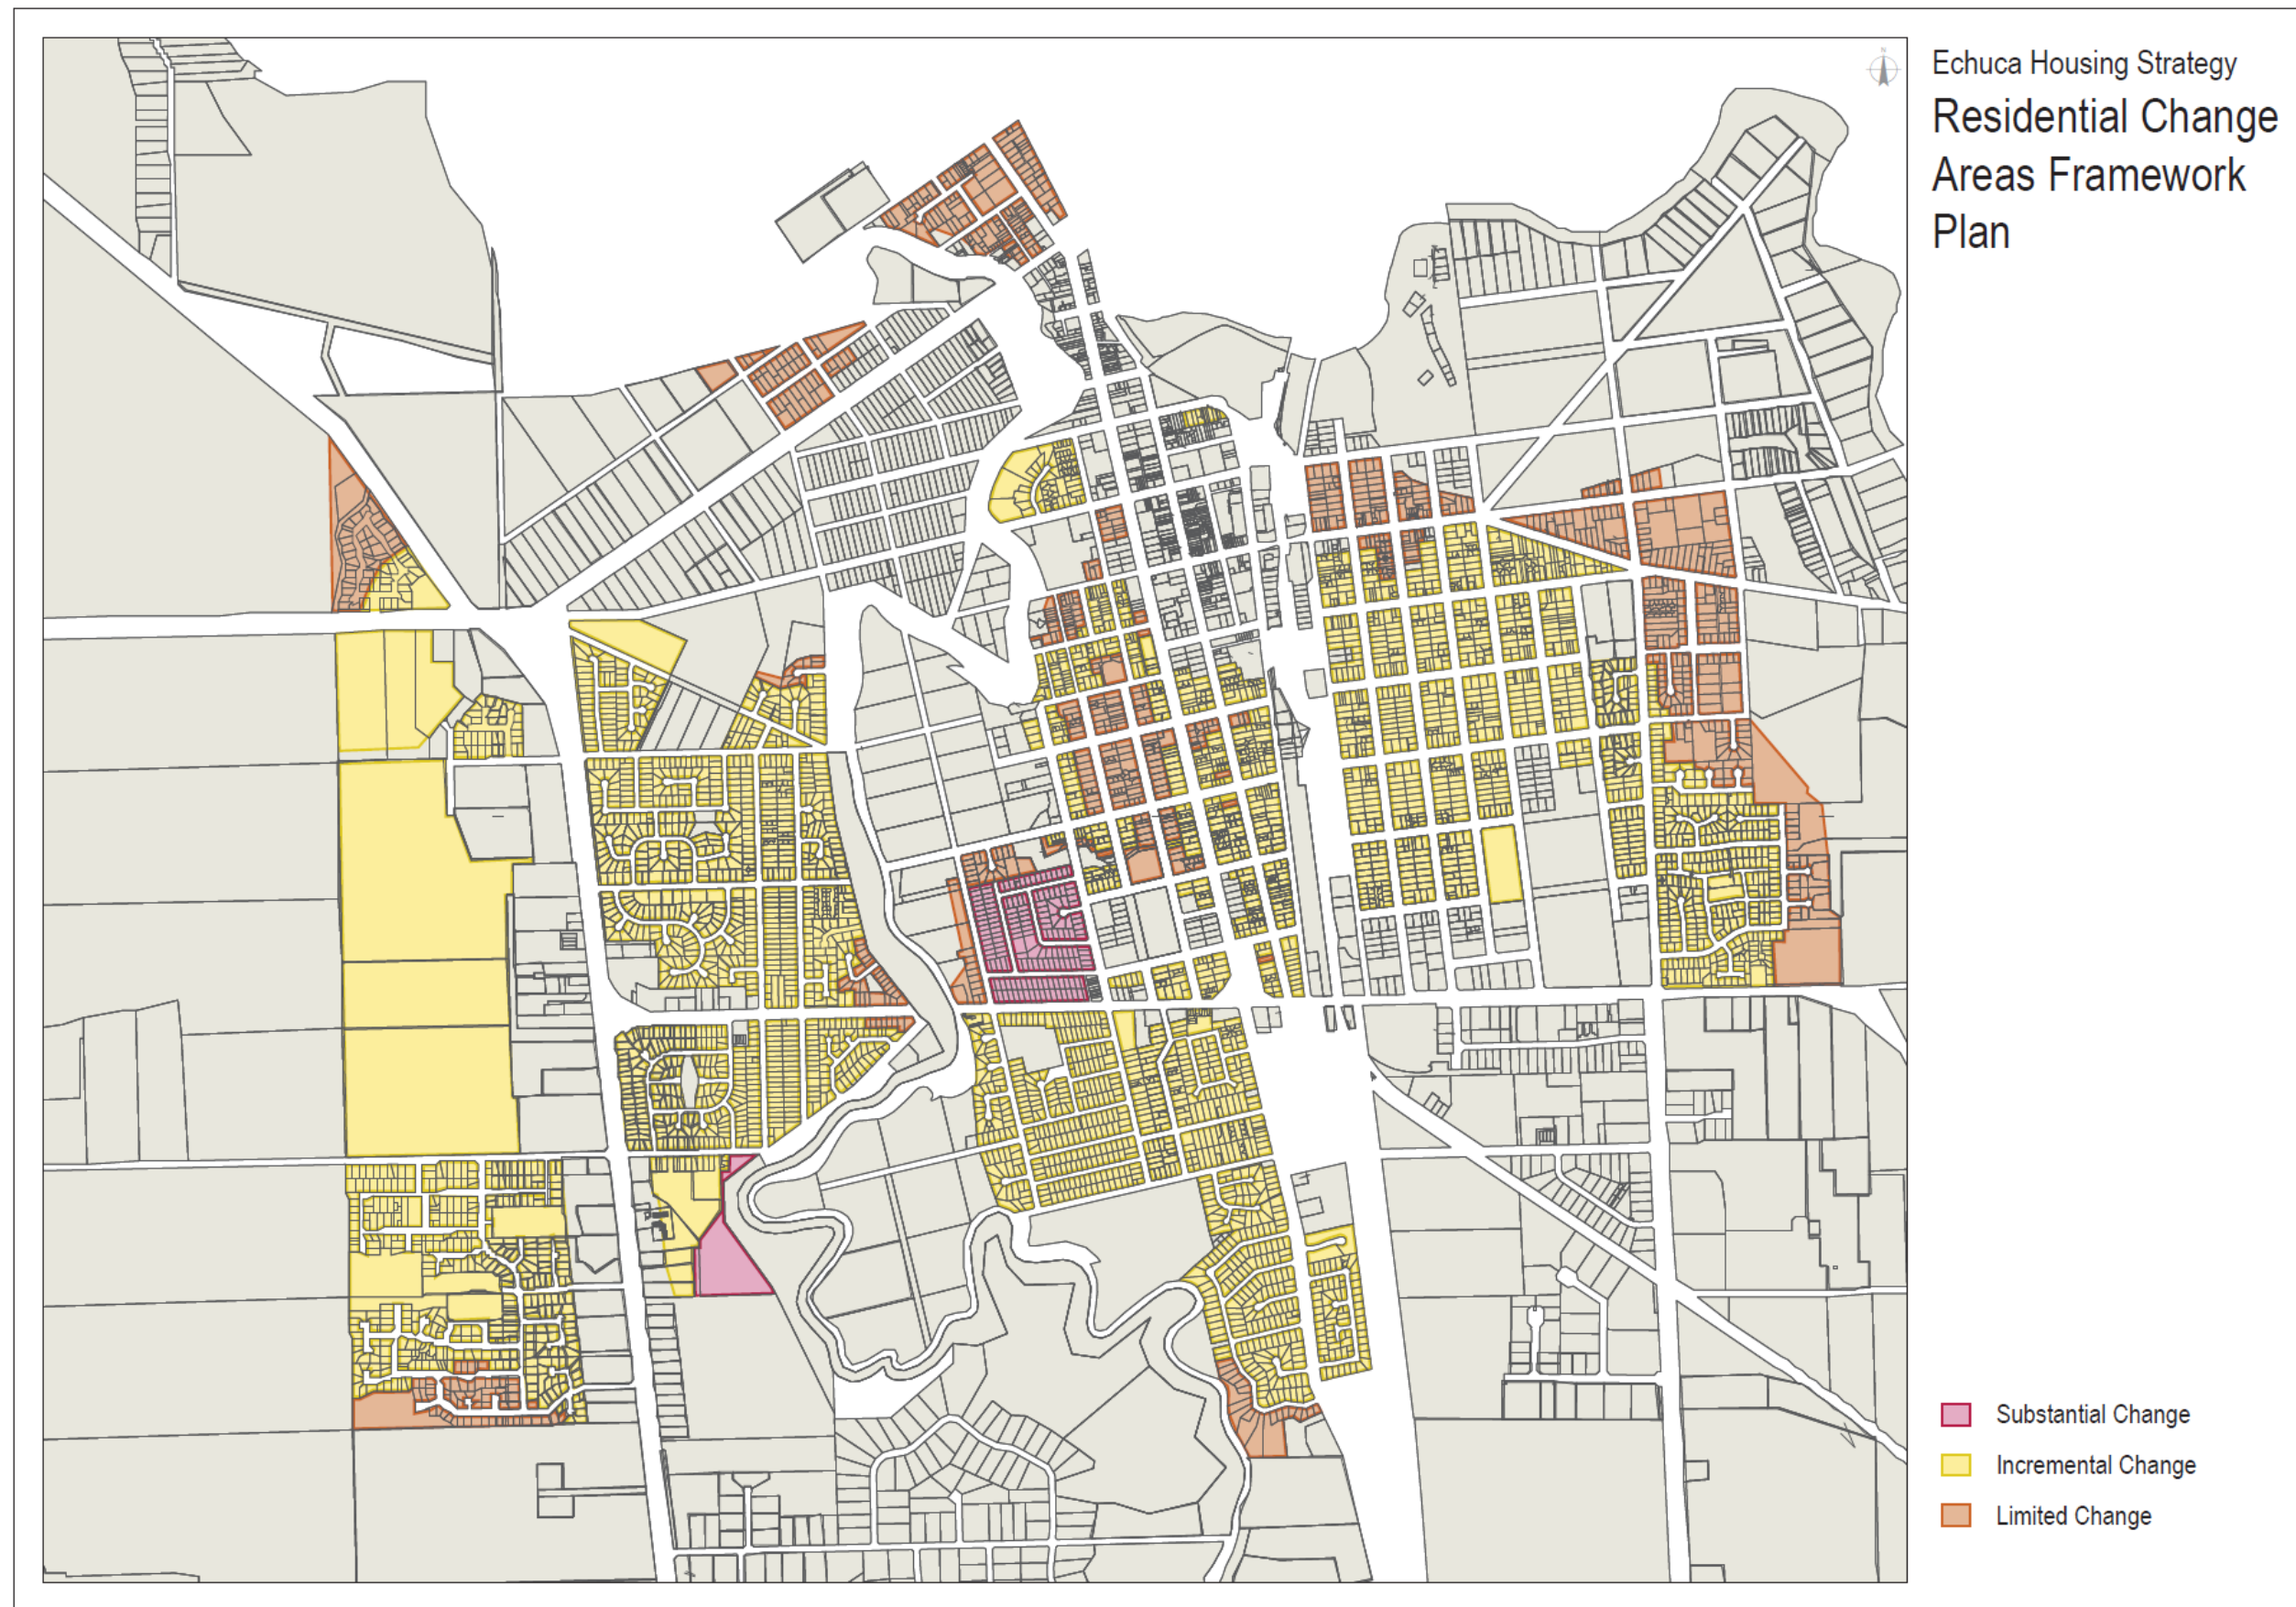 N
Echuca Housing Strategy
Residential Change
Areas Framework
Plan
Substantial Change
Incremental Change
Limited Change